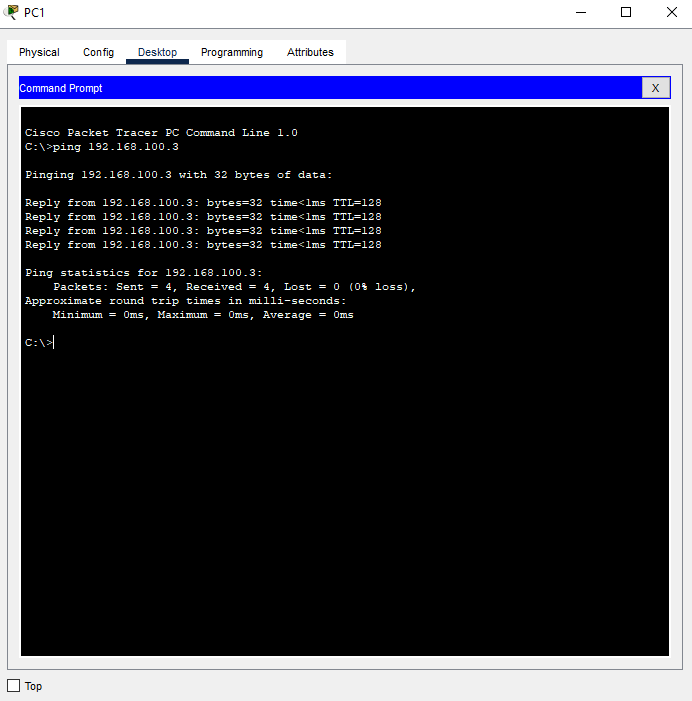 PC1
Physical Config Desktop Programming Attributes
Command Prompt X
Cisco Packet Tracer PC Command Line 1.0
C:\>ping 192.168.100.3
Pinging 192.168.100.3 with 32 bytes of data:
Reply from 192.168.100.3: bytes=32 time<1ms TTL=128
Reply from 192.168.100.3: bytes=32 time<1ms TTL=128
Reply from 192.168.100.3: bytes=32 time<1ms TTL=128
Reply from 192.168.100.3: bytes=32 time<1ms TTL=128
Ping statistics for 192.168.100.3:
Packets: Sent = 4, Received = 4, Lost = 0 (0% loss),
Approximate round trip times in milli-seconds:
Minimum = 0ms, Maximum = 0ms, Average = 0ms
C:\>
Top